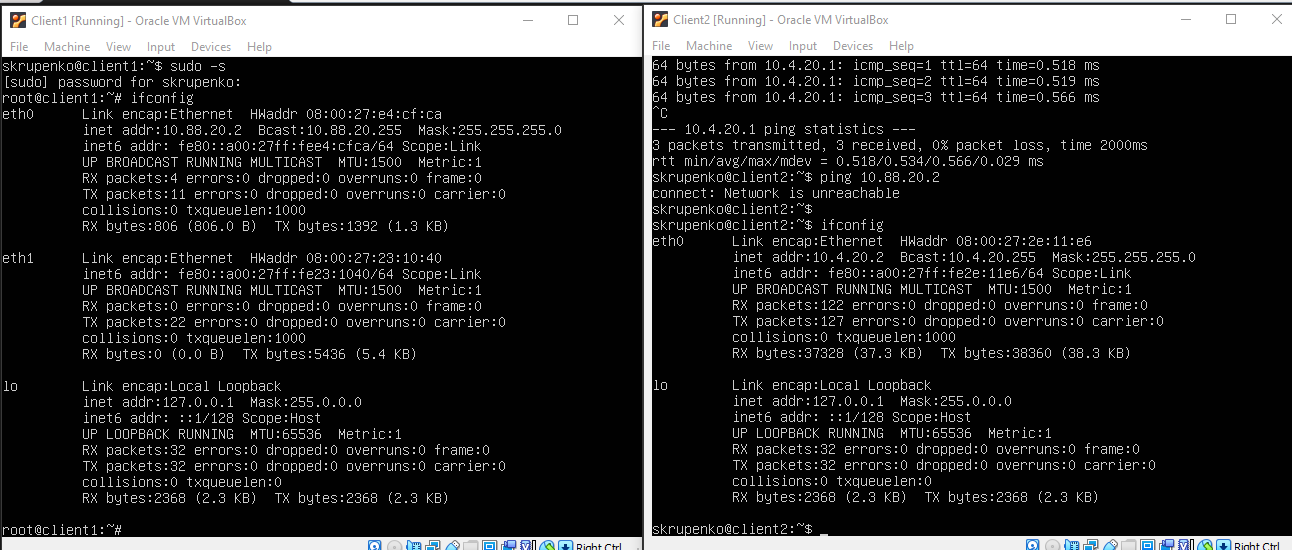 Client1 [Running] - Oracle VM VirtualBox
File Machine View Input Devices Help
skrupenko@client1:~$ sudo -s
[sudo] password for skrupenko:
root@client1:~# ifconfig
eth0 Link encap:Ethernet HWaddr 08:00:27:e4:cf:ca
inet addr:10.88.20.2 Bcast:10.88.20.255 Mask:255.255.255.0
inet6 addr: fe80::a00:27ff:fee4:cfca/64 Scope:Link
UP BROADCAST RUNNING MULTICAST MTU:1500 Metric:1
RX packets:4 errors:0 dropped:0 overruns:0 frame:0
TX packets:11 errors:0 dropped:0 overruns:0 carrier:0
collisions:0 txqueuelen:1000
RX bytes:806 (806.0 B) TX bytes:1392 (1.3 KB)
eth1 Link encap:Ethernet HWaddr 08:00:27:23:10:40
inet6 addr: fe80::a00:27ff:fe23:1040/64 Scope:Link
UP BROADCAST RUNNING MULTICAST MTU:1500 Metric:1
RX packets:0 errors:0 dropped:0 overruns:0 frame:0
TX packets:22 errors:0 dropped:0 overruns:0 carrier:0
collisions:0 txqueuelen:1000
RX bytes:0 (0.0 B) TX bytes:5436 (5.4 KB)
lo Link encap:Local Loopback
inet addr:127.0.0.1 Mask:255.0.0.0
inet6 addr: ::1/128 Scope:Host
UP LOOPBACK RUNNING MTU:65536 Metric:1
RX packets:32 errors:0 dropped:0 overruns:0 frame:0
TX packets:32 errors:0 dropped:0 overruns:0 carrier:0
collisions:0 txqueuelen:0
RX bytes:2368 (2.3 KB) TX bytes:2368 (2.3 KB)
root@client1:~#
Right Ctrl
Client2 [Running] - Oracle VM VirtualBox
File Machine View Input Devices Help
64 bytes from 10.4.20.1: icmp_seq=1 ttl=64 time=0.518 ms
64 bytes from 10.4.20.1: icmp_seq=2 ttl=64 time=0.519 ms
64 bytes from 10.4.20.1: icmp_seq=3 ttl=64 time=0.566 ms
^C
--- 10.4.20.1 ping statistics ---
3 packets transmitted, 3 received, 0% packet loss, time 2000ms
rtt min/avg/max/mdev = 0.518/0.534/0.566/0.029 ms
skrupenko@client2:~$ ping 10.88.20.2
connect: Network is unreachable
skrupenko@client2:~$
skrupenko@client2:~$ ifconfig
eth0 Link encap:Ethernet HWaddr 08:00:27:2e:11:e6
inet addr:10.4.20.2 Bcast:10.4.20.255 Mask:255.255.255.0
inet6 addr: fe80::a00:27ff:fe2e:11e6/64 Scope:Link
UP BROADCAST RUNNING MULTICAST MTU:1500 Metric:1
RX packets:122 errors:0 dropped:0 overruns:0 frame:0
TX packets:127 errors:0 dropped:0 overruns:0 carrier:0
collisions:0 txqueuelen:1000
RX bytes:37328 (37.3 KB) TX bytes:38360 (38.3 KB)
lo Link encap:Local Loopback
inet addr:127.0.0.1 Mask:255.0.0.0
inet6 addr: ::1/128 Scope:Host
UP LOOPBACK RUNNING MTU:65536 Metric:1
RX packets:32 errors:0 dropped:0 overruns:0 frame:0
TX packets:32 errors:0 dropped:0 overruns:0 carrier:0
collisions:0 txqueuelen:0
RX bytes:2368 (2.3 KB) TX bytes:2368 (2.3 KB)
skrupenko@client2:~$ _
Right Ctrl